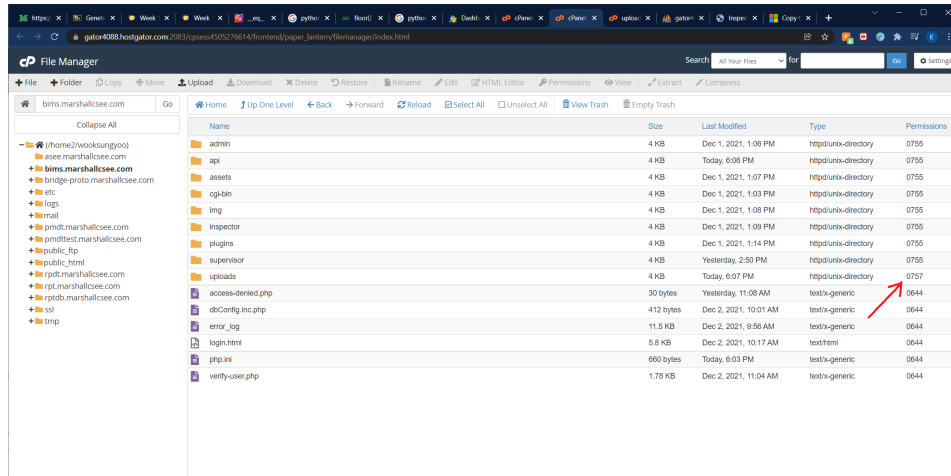 https:/ Geneti Week Week _eq_ python floor() python Dashb cPanel cPanel upload gator4 Inspec Copy
gator4088.hostgator.com:2083/cpsess4505276614/frontend/paper_lantern/filemanager/index.html
cP File Manager Search All Your Files for Go Settings
File Folder Copy Move Upload Download Delete Restore Rename Edit HTML Editor Permissions View Extract Compress
bims.marshallcsee.com Go Home Up One Level Back Forward Reload Select All Unselect All View Trash Empty Trash
Collapse All
(/home2/wooksungyoo)
asee.marshallcsee.com
bims.marshallcsee.com
bridge-proto.marshallcsee.com
etc
logs
mail
pmdt.marshallcsee.com
pmdttest.marshallcsee.com
public_ftp
public_html
rpdt.marshallcsee.com
rpt.marshallcsee.com
rptdb.marshallcsee.com
ssl
tmp
Name Size Last Modified Type Permissions
admin 4 KB Dec 1, 2021, 1:06 PM httpd/unix-directory 0755
api 4 KB Today, 6:06 PM httpd/unix-directory 0755
assets 4 KB Dec 1, 2021, 1:07 PM httpd/unix-directory 0755
cgi-bin 4 KB Dec 1, 2021, 1:03 PM httpd/unix-directory 0755
img 4 KB Dec 1, 2021, 1:08 PM httpd/unix-directory 0755
inspector 4 KB Dec 1, 2021, 1:09 PM httpd/unix-directory 0755
plugins 4 KB Dec 1, 2021, 1:14 PM httpd/unix-directory 0755
supervisor 4 KB Yesterday, 2:50 PM httpd/unix-directory 0755
uploads 4 KB Today, 6:07 PM httpd/unix-directory 0757
access-denied.php 30 bytes Yesterday, 11:08 AM text/x-generic 0644
dbConfig.inc.php 412 bytes Dec 2, 2021, 10:01 AM text/x-generic 0644
error_log 11.5 KB Dec 2, 2021, 9:56 AM text/x-generic 0644
login.html 5.8 KB Dec 2, 2021, 10:17 AM text/html 0644
php.ini 660 bytes Today, 6:03 PM text/x-generic 0644
verify-user.php 1.78 KB Dec 2, 2021, 11:04 AM text/x-generic 0644